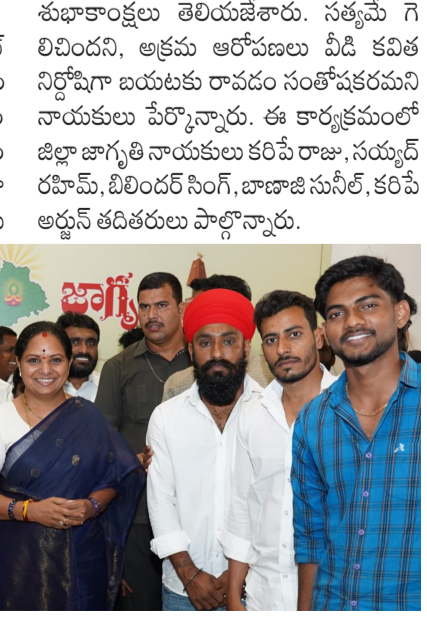 శుభాకాంక్షలు తెలియజేశారు. సత్యమే గె
లిచిందని, అక్రమ ఆరోపణలు వీడి కవిత
నిర్దోషిగా బయటకు రావడం సంతోషకరమని
నాయకులు పేర్కొన్నారు. ఈ కార్యక్రమంలో
జిల్లా జాగృతి నాయకులు కరిపే రాజు, సయ్యద్
రహిమ్, బిలిందర్ సింగ్, బాణాజి సునీల్, కరిపే
అర్జున్ తదితరులు పాల్గొన్నారు.